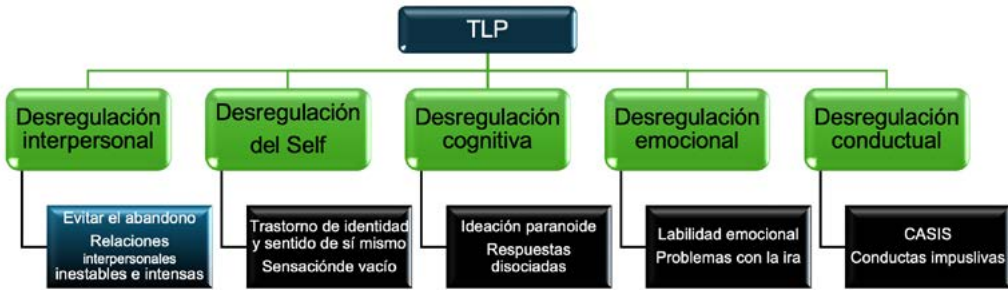 TLP
Desregulación
interpersonal
Desregulación
del Self
Desregulación
cognitiva
Desregulación
emocional
Desregulación
conductual
Evitar el abandono
Relaciones
interpersonales
inestables e intensas
Trastorno de identidad
y sentido de sí mismo
Sensaciónde vacío
Ideación paranoide
Respuestas
disociadas
Labilidad emocional
Problemas con la ira
CASIS
Conductas impuslivas